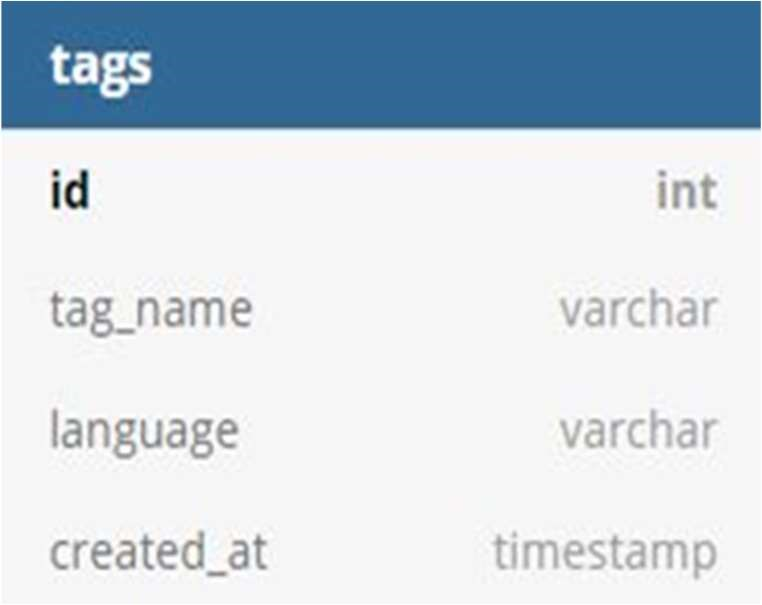 tags
id int
tag_name varchar
language varchar
created_at timestamp